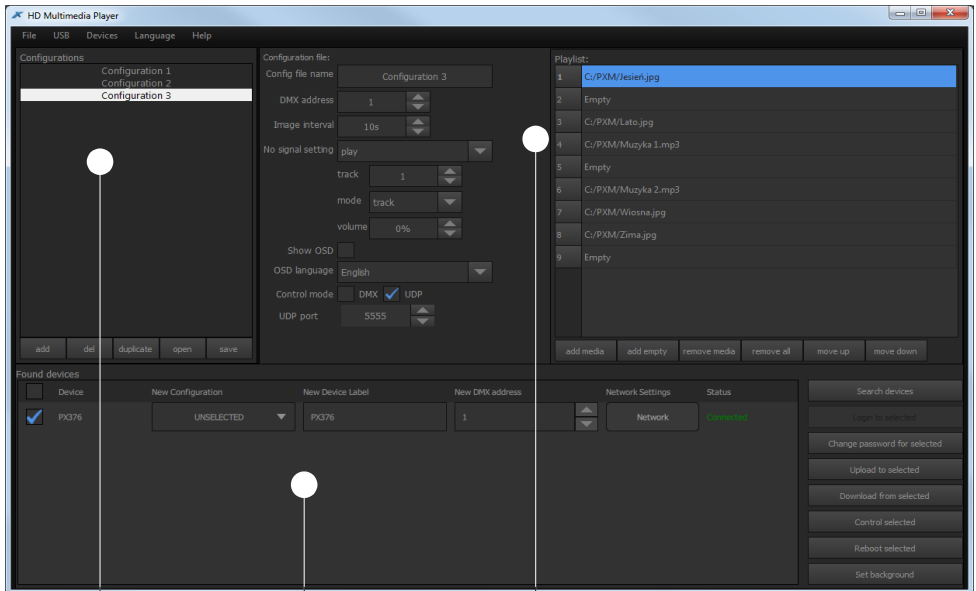 HD Multimedia Player
File USB Devices Language Help
Configurations
Configuration 1
Configuration 2
Configuration 3
add del duplicate open save
Configuration file:
Config file name Configuration 3
DMX address 1
Image interval 10s
No signal setting play
track 1
mode track
volume 0%
Show OSD
OSD language English
Control mode DMX UDP
UDP port 5555
Playlist:
1 C:/PXM/Jesień.jpg
2 Empty
3 C:/PXM/Lato.jpg
4 C:/PXM/Muzyka 1.mp3
5 Empty
6 C:/PXM/Muzyka 2.mp3
7 C:/PXM/Wiosna.jpg
8 C:/PXM/Zima.jpg
9 Empty
add media add empty remove media remove all move up move down
Found devices
Device New Configuration New Device Label New DMX address Network Settings Status
PX376 UNSELECTED PX376 1 Network Connected
Search devices
Login to selected
Change password for selected
Upload to selected
Download from selected
Control selected
Reboot selected
Set background